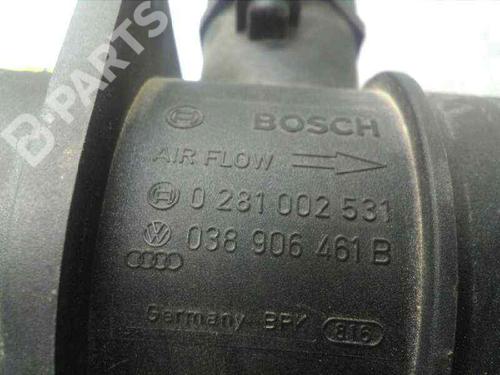 B-PARTS
BOSCH
AIR FLOW
0 281 002 531
038 906 461 B
Germany BPK 816